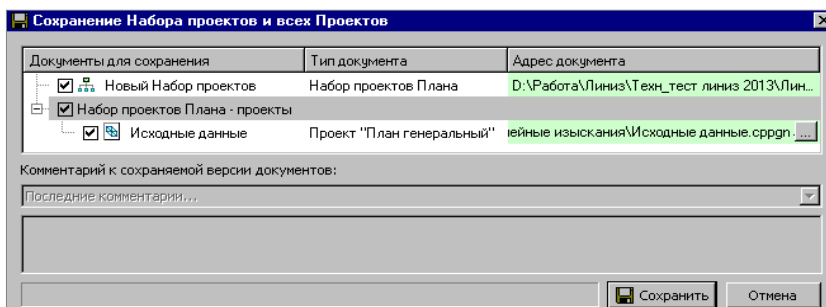 Сохранение Набора проектов и всех Проектов
Документы для сохранения Тип документа Адрес документа
Новый Набор проектов Набор проектов Плана D:\Работа\Линиз\Техн_тест линиз 2013\Лин...
Набор проектов Плана - проекты
Исходные данные Проект "План генеральный" ейные изыскания\Исходные данные.cppgn ...
Комментарий к сохраняемой версии документов:
Последние комментарии...
Сохранить Отмена